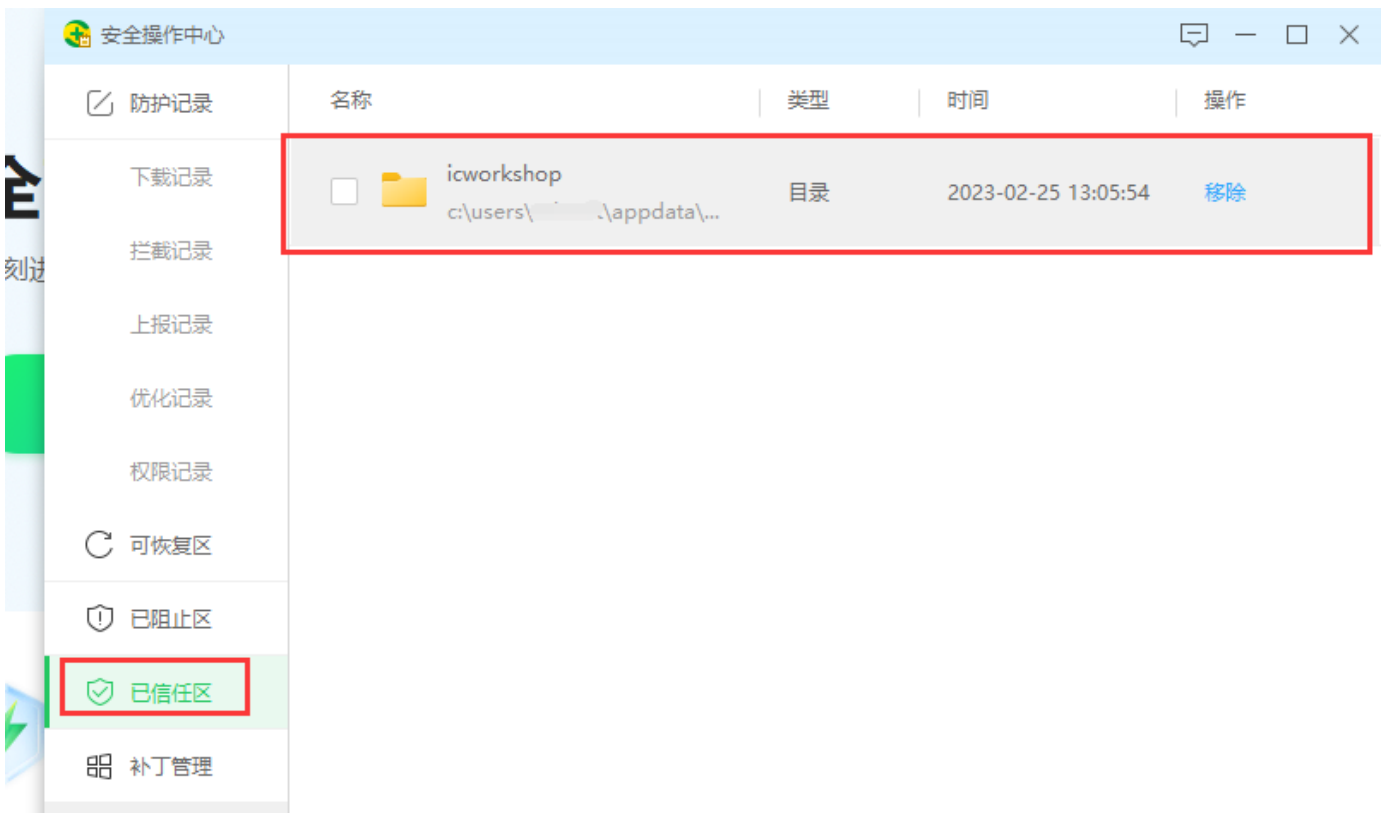 安全操作中心
防护记录
名称 类型 时间 操作
下载记录
icworkshop
目录 2023-02-25 13:05:54 移除
c:\users\ \appdata\...
全
拦截记录
刻进
上报记录
优化记录
权限记录
可恢复区
已阻止区
已信任区
补丁管理